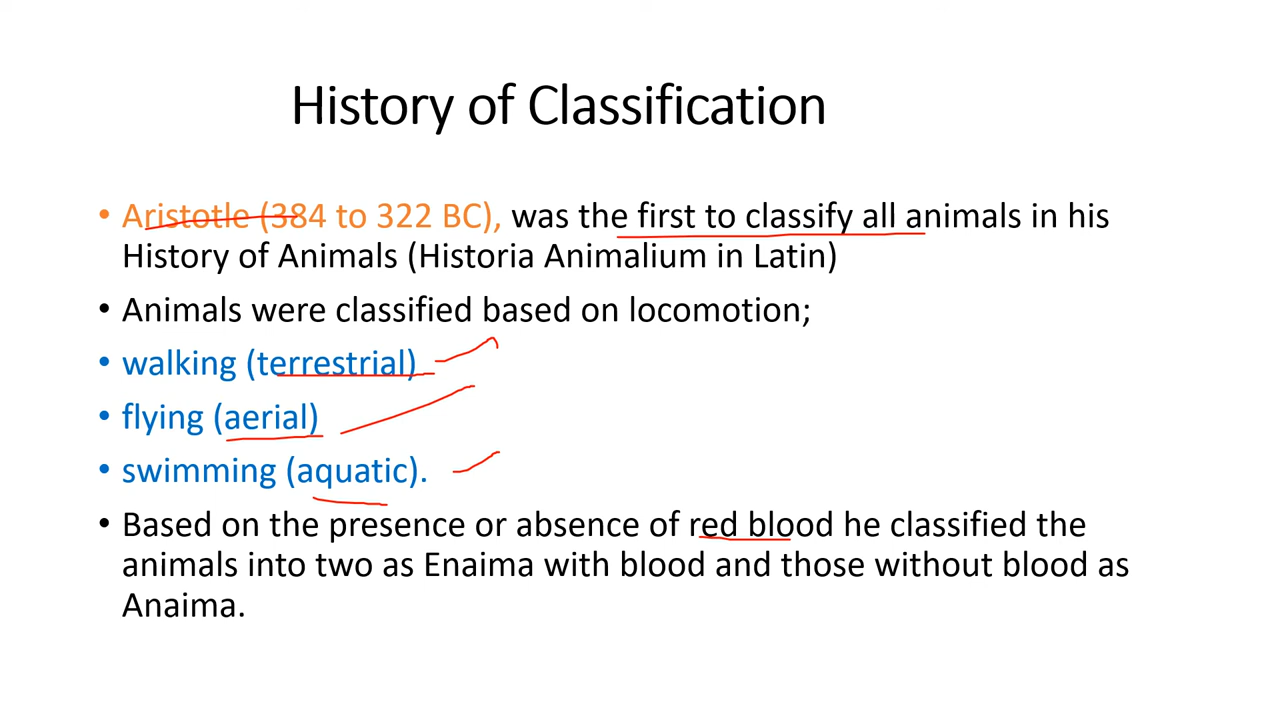 History of Classification
• Aristotle (384 to 322 BC), was the first to classify all animals in his
History of Animals (Historia Animalium in Latin)
• Animals were classified based on locomotion;
• walking (terrestrial)
• flying (aerial)
• swimming (aquatic).
• Based on the presence or absence of red blood he classified the
animals into two as Enaima with blood and those without blood as
Anaima.